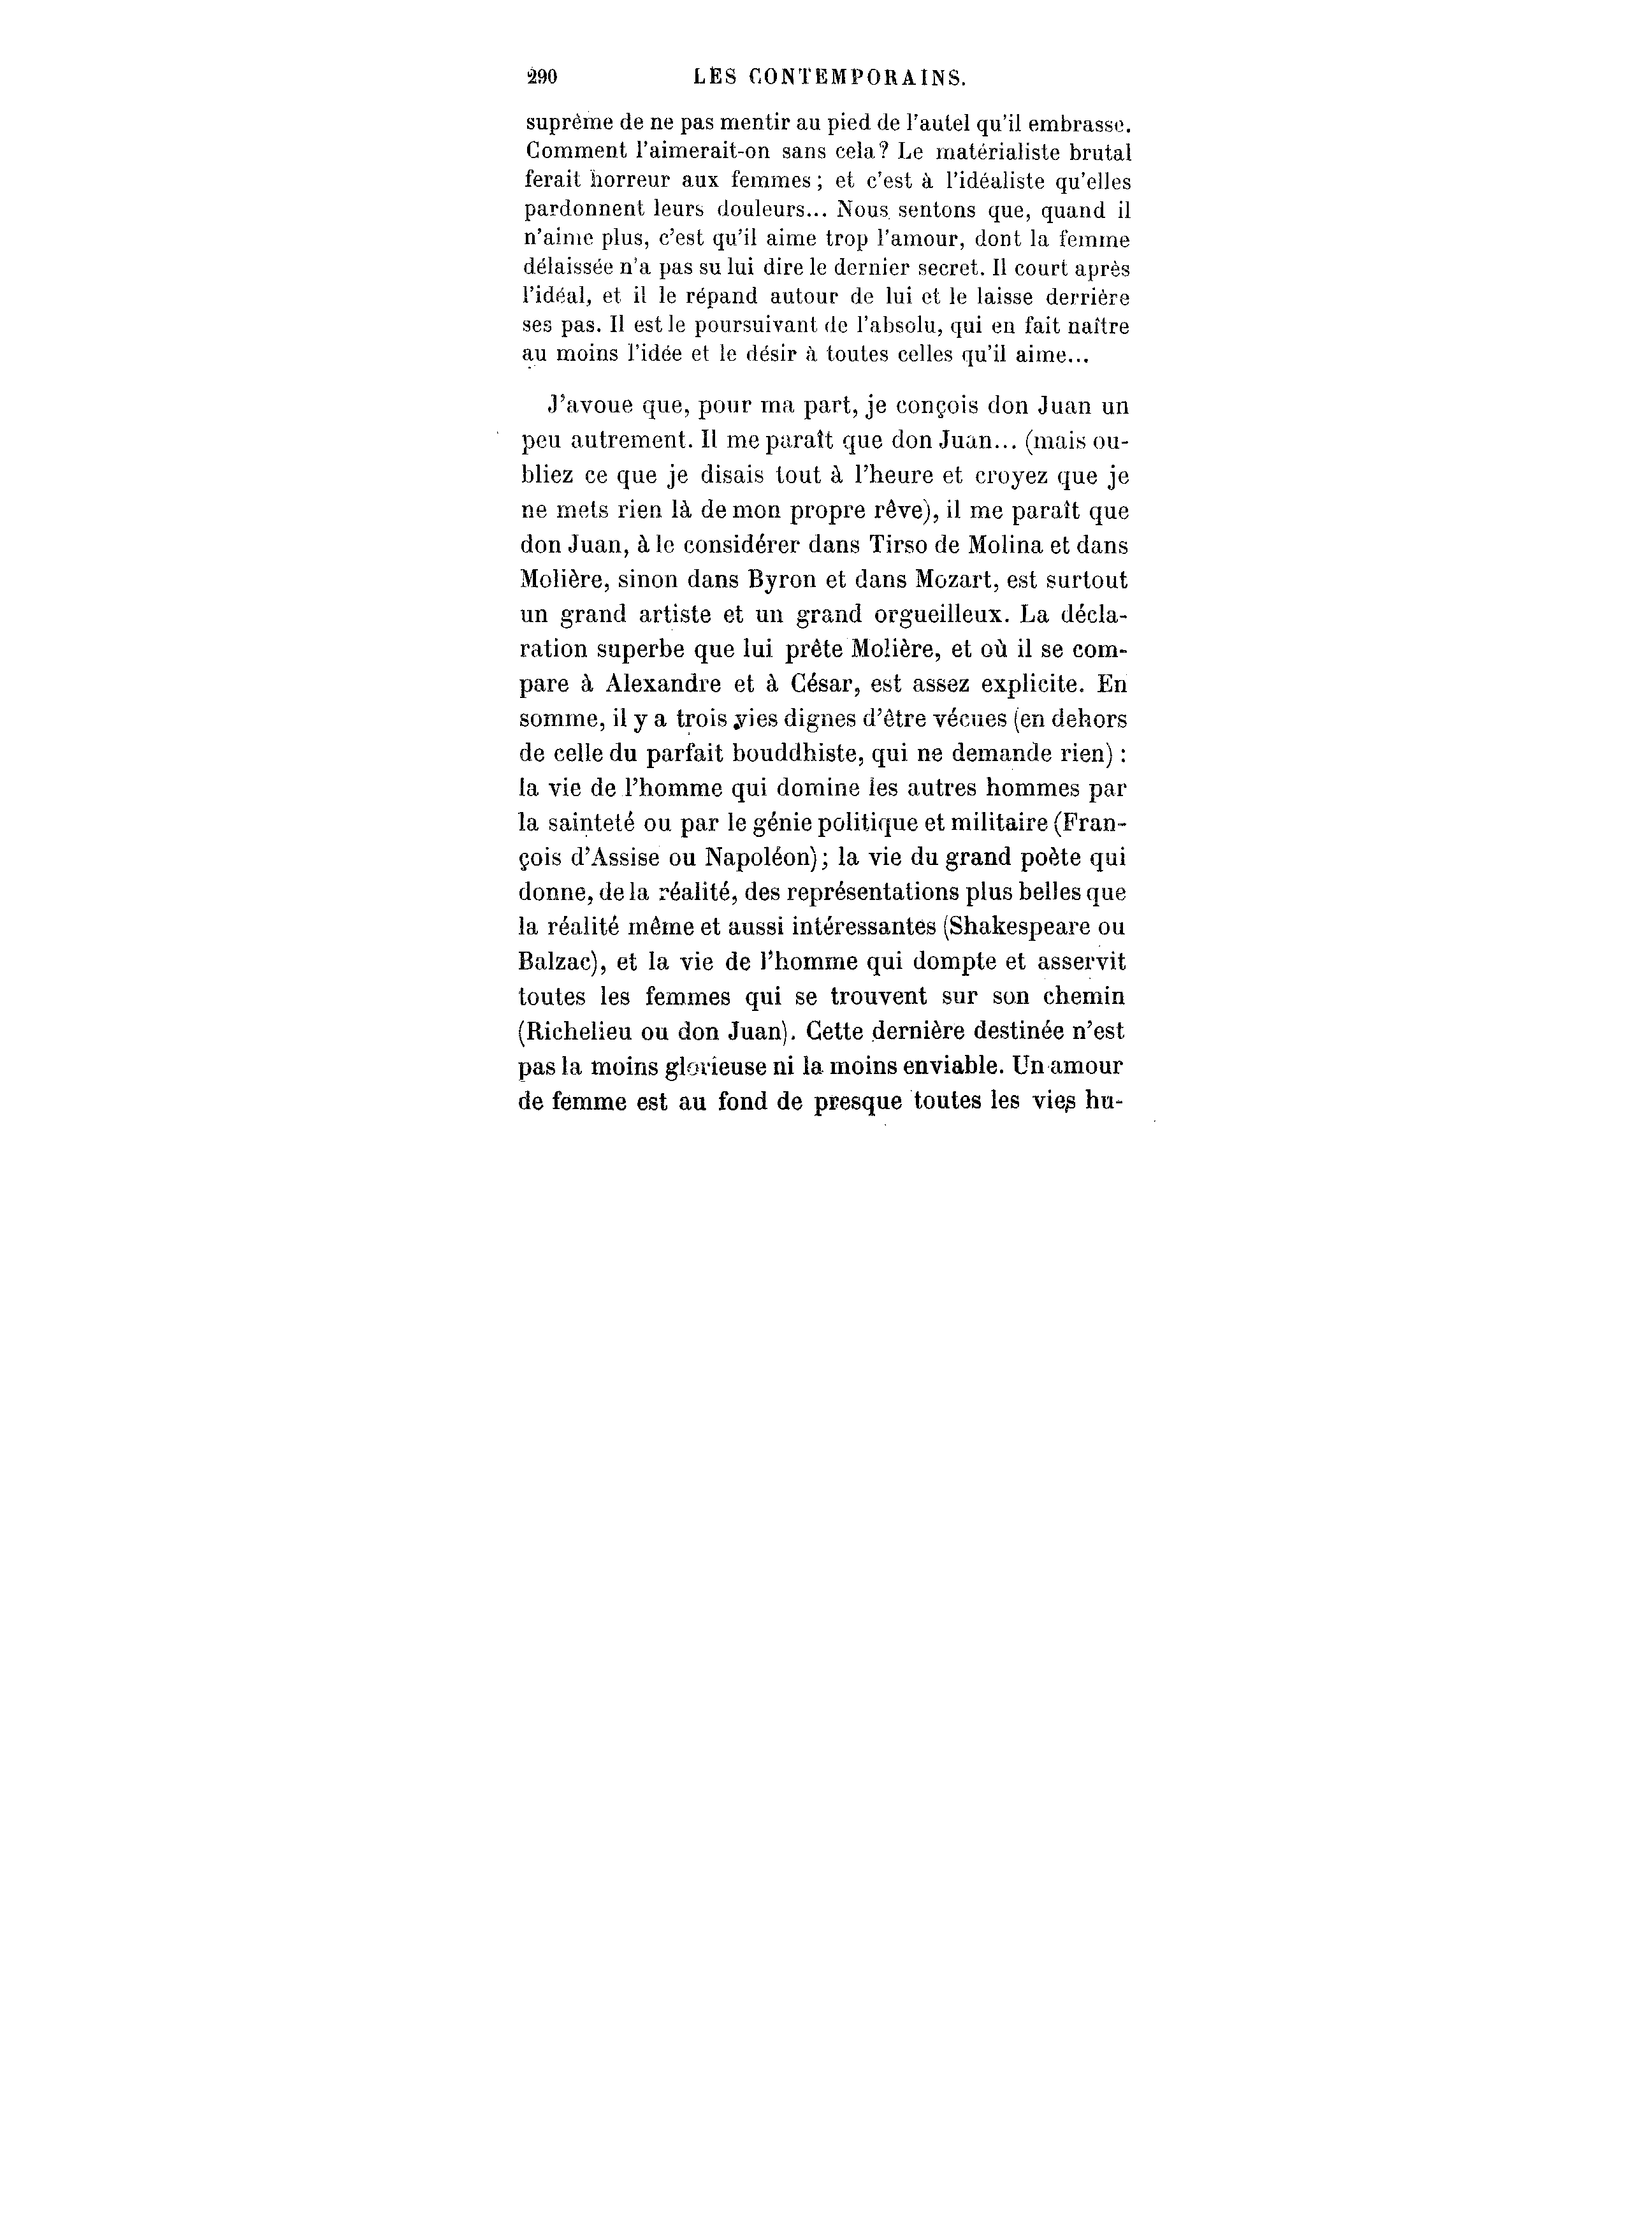 290 LES CONTEMPORAINS.
suprême de ne pas mentir au pied de l'autel qu'il embrasse.
Comment l'aimerait-on sans cela? Le matérialiste brutal
ferait horreur aux femmes; et c'est à l'idéaliste qu'elles
pardonnent leurs douleurs... Nous sentons que, quand il
n'aime plus, c'est qu'il aime trop l'amour, dont la femme
délaissée n'a pas su lui dire le dernier secret. Il court après
l'idéal, et il le répand autour de lui et le laisse derrière
ses pas. Il est le poursuivant de l'absolu, qui en fait naître
au moins l'idée et le désir à toutes celles qu'il aime...
J'avoue que, pour ma part, je conçois don Juan un
peu autrement. Il me paraît que don Juan... (mais ou-
bliez ce que je disais tout à l'heure et croyez que je
ne mets rien là de mon propre rêve), il me paraît que
don Juan, à le considérer dans Tirso de Molina et dans
Molière, sinon dans Byron et dans Mozart, est surtout
un grand artiste et un grand orgueilleux. La décla-
ration superbe que lui prête Molière, et où il se com-
pare à Alexandre et à César, est assez explicite. En
somme, il y a trois vies dignes d'être vécues (en dehors
de celle du parfait bouddhiste, qui ne demande rien) :
la vie de l'homme qui domine les autres hommes par
la sainteté ou par le génie politique et militaire (Fran-
çois d'Assise ou Napoléon); la vie du grand poète qui
donne, de la réalité, des représentations plus belles que
la réalité même et aussi intéressantes (Shakespeare ou
Balzac), et la vie de l'homme qui dompte et asservit
toutes les femmes qui se trouvent sur son chemin
(Richelieu ou don Juan). Cette dernière destinée n'est
pas la moins glorieuse ni la moins enviable. Un amour
de femme est au fond de presque toutes les vies hu-